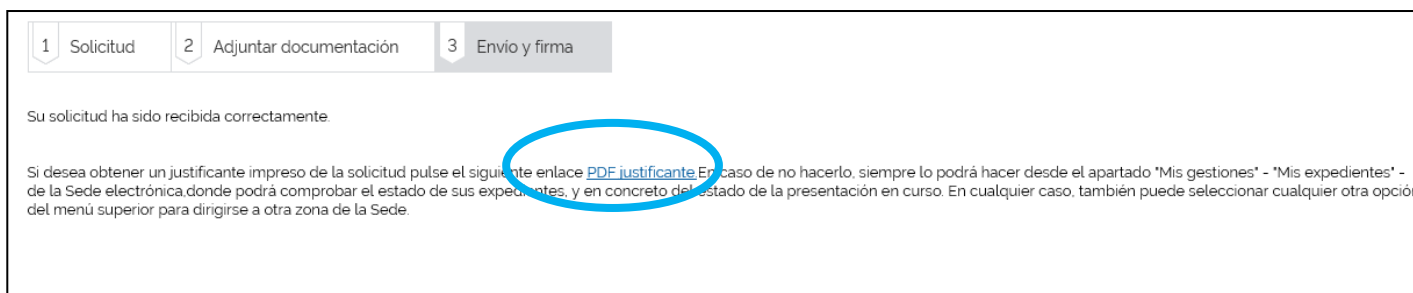 1 Solicitud 2 Adjuntar documentación 3 Envío y firma
Su solicitud ha sido recibida correctamente.
Si desea obtener un justificante impreso de la solicitud pulse el siguiente enlace PDF justificante.En caso de no hacerlo, siempre lo podrá hacer desde el apartado "Mis gestiones" - "Mis expedientes" -
de la Sede electrónica,donde podrá comprobar el estado de sus expedientes, y en concreto del estado de la presentación en curso. En cualquier caso, también puede seleccionar cualquier otra opción
del menú superior para dirigirse a otra zona de la Sede.